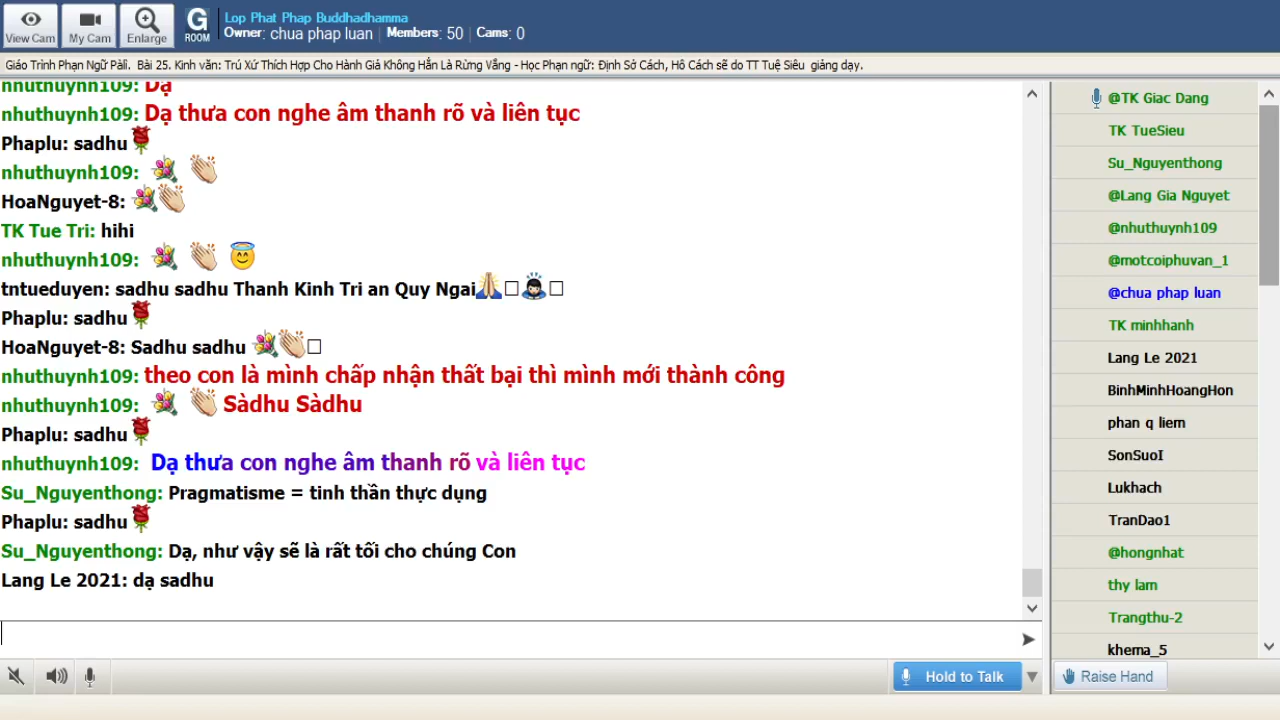 View Cam
My Cam
Enlarge
G
ROOM
Lop Phat Phap Buddhadhamma
Owner: chua phap luan | Members: 50 | Cams: 0
Giáo Trình Phạn Ngữ Pàli. Bài 25. Kinh văn: Trú Xứ Thích Hợp Cho Hành Giả Không Hẳn Là Rừng Vắng - Học Phạn ngữ: Định Sở Cách, Hô Cách sẽ do TT Tuệ Siêu giảng dạy.
nhuthuynh109: Dạ
nhuthuynh109: Dạ thưa con nghe âm thanh rõ và liên tục
Phaplu: sadhu
nhuthuynh109:
HoaNguyet-8:
TK Tue Tri: hihi
nhuthuynh109:
tntueduyen: sadhu sadhu Thanh Kinh Tri an Quy Ngai
Phaplu: sadhu
HoaNguyet-8: Sadhu sadhu
nhuthuynh109: theo con là mình chấp nhận thất bại thì mình mới thành công
nhuthuynh109: Sàdhu Sàdhu
Phaplu: sadhu
nhuthuynh109: Dạ thưa con nghe âm thanh rõ và liên tục
Su_Nguyenthong: Pragmatisme = tinh thần thực dụng
Phaplu: sadhu
Su_Nguyenthong: Dạ, như vậy sẽ là rất tối cho chúng Con
Lang Le 2021: dạ sadhu
@TK Giac Dang
TK TueSieu
Su_Nguyenthong
@Lang Gia Nguyet
@nhuthuynh109
@motcoiphuvan_1
@chua phap luan
TK minhhanh
Lang Le 2021
BinhMinhHoangHon
phan q liem
SonSuoI
Lukhach
TranDao1
@hongnhat
thy lam
Trangthu-2
khema_5
Hold to Talk
Raise Hand